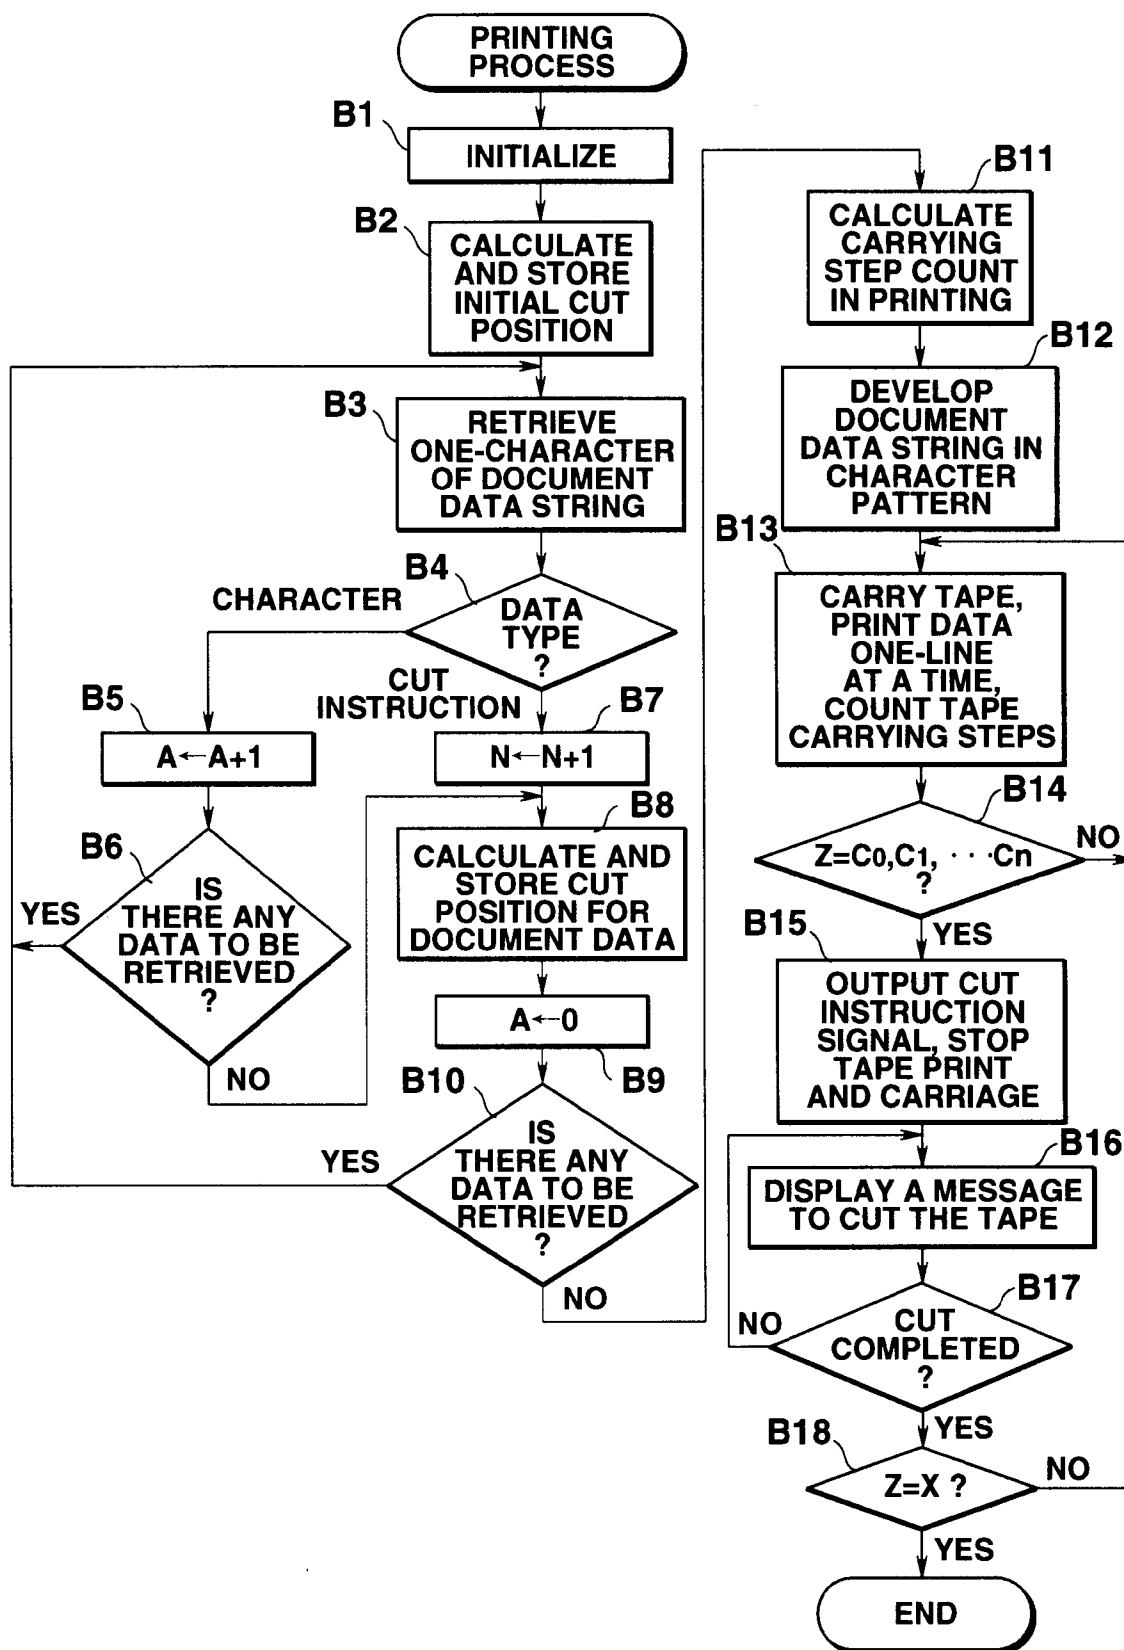 PRINTING
PROCESS
B1
INITIALIZE
B2
CALCULATE
AND STORE
INITIAL CUT
POSITION
B3
RETRIEVE
ONE-CHARACTER
OF DOCUMENT
DATA STRING
B4
CHARACTER
DATA
TYPE
?
CUT
INSTRUCTION
B5
A←A+1
B6
IS
THERE ANY
DATA TO BE
RETRIEVED
?
YES
NO
B7
N←N+1
B8
CALCULATE AND
STORE CUT
POSITION FOR
DOCUMENT DATA
A←0
B9
B10
IS
THERE ANY
DATA TO BE
RETRIEVED
?
YES
NO
B11
CALCULATE
CARRYING
STEP COUNT
IN PRINTING
B12
DEVELOP
DOCUMENT
DATA STRING IN
CHARACTER
PATTERN
B13
CARRY TAPE,
PRINT DATA
ONE-LINE
AT A TIME,
COUNT TAPE
CARRYING STEPS
B14
Z=C0,C1, ···Cn
?
NO
YES
B15
OUTPUT CUT
INSTRUCTION
SIGNAL, STOP
TAPE PRINT
AND CARRIAGE
B16
DISPLAY A MESSAGE
TO CUT THE TAPE
B17
CUT
COMPLETED
?
NO
YES
B18
Z=X ?
NO
YES
END